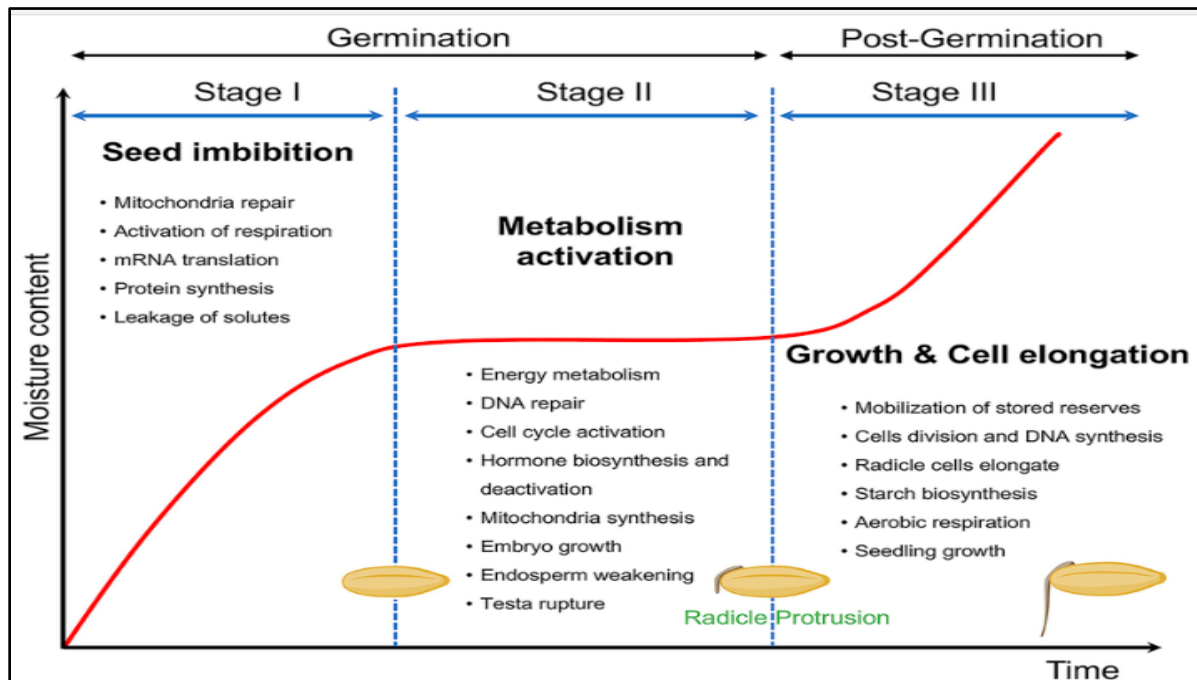 Germination
Post-Germination
Stage I
Stage II
Stage III
Seed imbibition
• Mitochondria repair
• Activation of respiration
• mRNA translation
• Protein synthesis
• Leakage of solutes
Metabolism
activation
• Energy metabolism
• DNA repair
• Cell cycle activation
• Hormone biosynthesis and
deactivation
• Mitochondria synthesis
• Embryo growth
• Endosperm weakening
• Testa rupture
Growth & Cell elongation
• Mobilization of stored reserves
• Cells division and DNA synthesis
• Radicle cells elongate
• Starch biosynthesis
• Aerobic respiration
• Seedling growth
Radicle Protrusion
Moisture content
Time